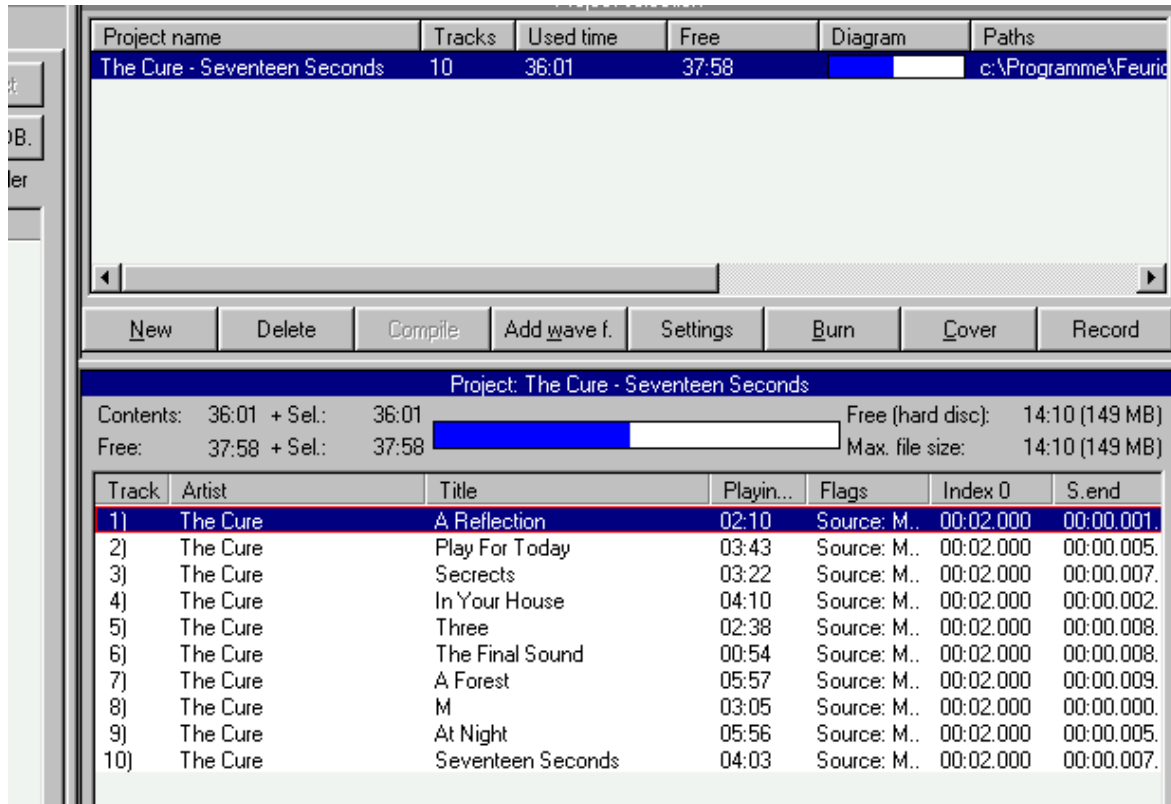 Project name Tracks Used time Free Diagram Paths
The Cure - Seventeen Seconds 10 36:01 37:58 c:\Programme\Feurio
DB.
ler
New Delete Compile Add wave f. Settings Burn Cover Record
Project: The Cure - Seventeen Seconds
Contents: 36:01 + Sel.: 36:01 Free (hard disc): 14:10 (149 MB)
Free: 37:58 + Sel.: 37:58 Max. file size: 14:10 (149 MB)
Track Artist Title Playin... Flags Index 0 S.end
1) The Cure A Reflection 02:10 Source: M.. 00:02.000 00:00.001.
2) The Cure Play For Today 03:43 Source: M.. 00:02.000 00:00.005.
3) The Cure Secrects 03:22 Source: M.. 00:02.000 00:00.007.
4) The Cure In Your House 04:10 Source: M.. 00:02.000 00:00.002.
5) The Cure Three 02:38 Source: M.. 00:02.000 00:00.008.
6) The Cure The Final Sound 00:54 Source: M.. 00:02.000 00:00.008.
7) The Cure A Forest 05:57 Source: M.. 00:02.000 00:00.009.
8) The Cure M 03:05 Source: M.. 00:02.000 00:00.000.
9) The Cure At Night 05:56 Source: M.. 00:02.000 00:00.005.
10) The Cure Seventeen Seconds 04:03 Source: M.. 00:02.000 00:00.007.